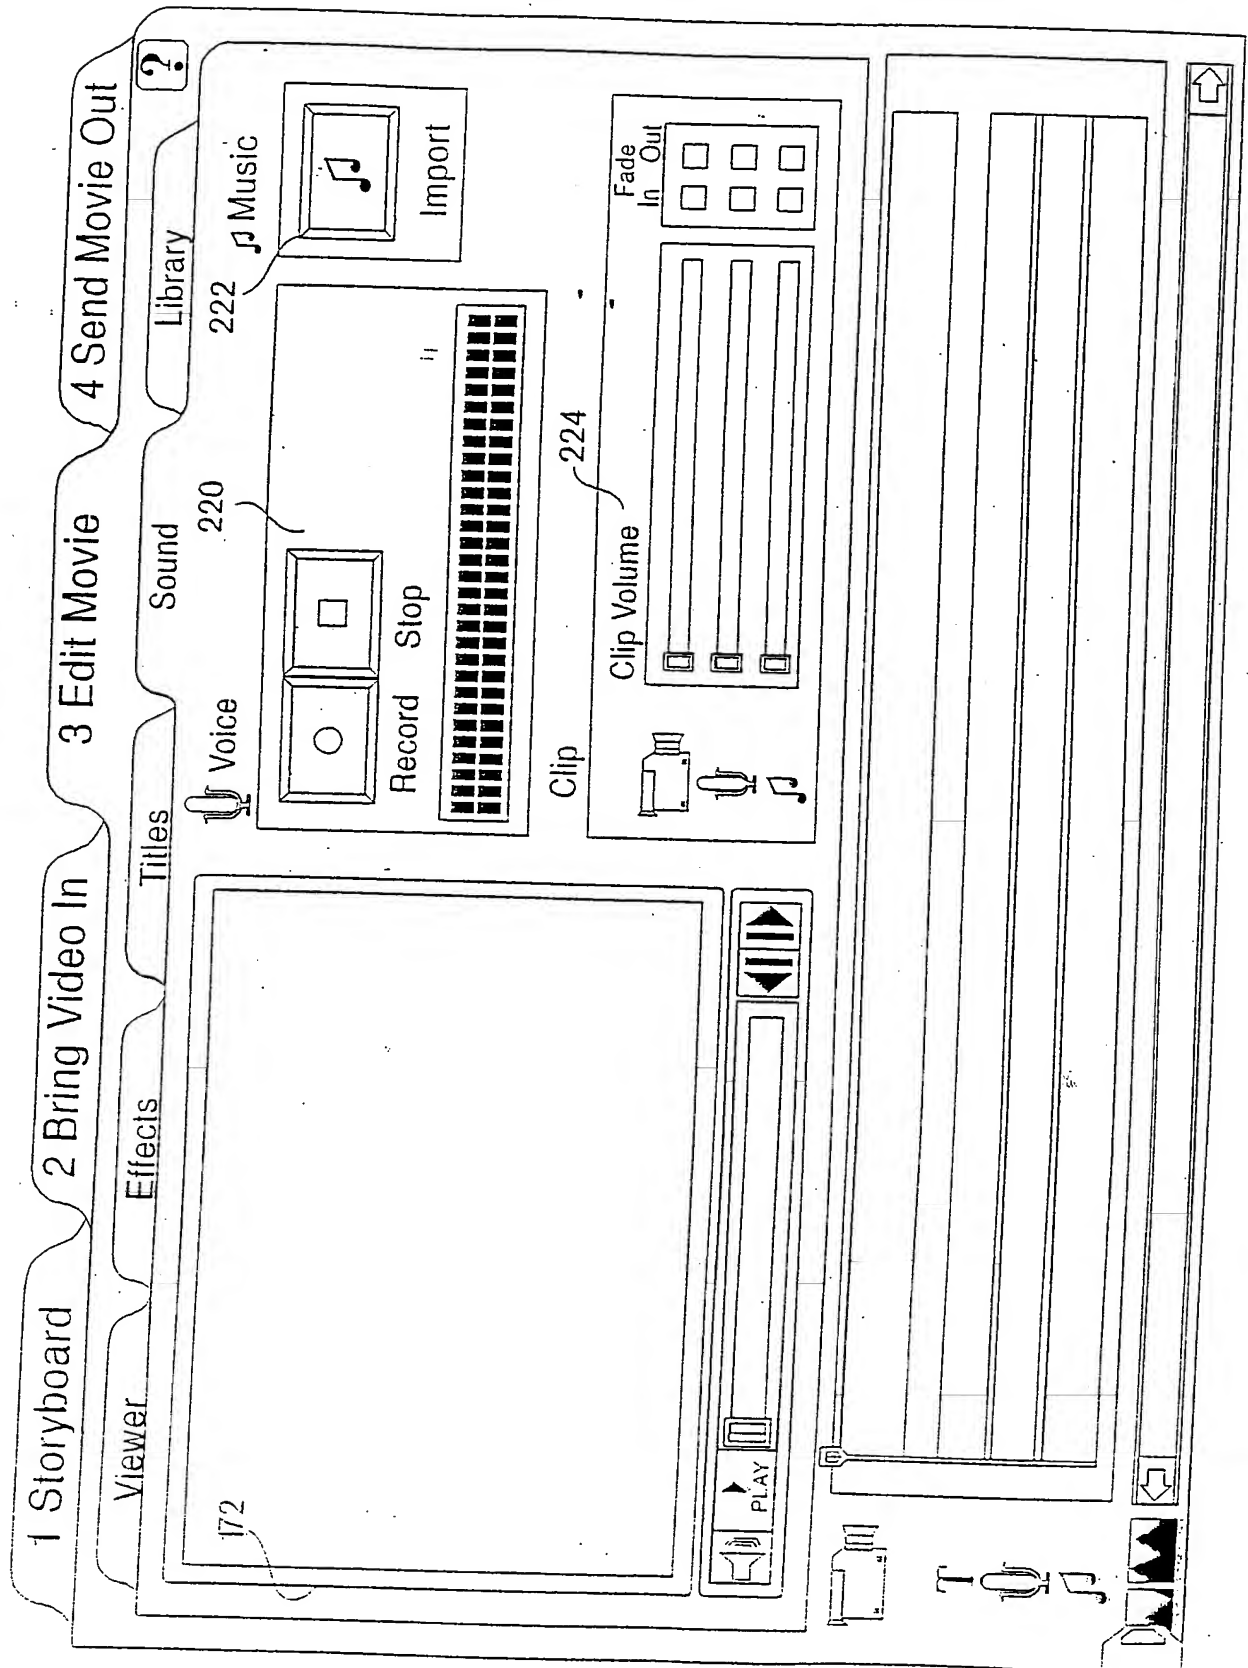 1 Storyboard
2 Bring Video In
3 Edit Movie
4 Send Movie Out
Viewer
Effects
Titles
Sound
Library
?
172
Voice
220
Record
Stop
222
Music
Import
Clip
Clip Volume
224
Fade
In Out
PLAY
T